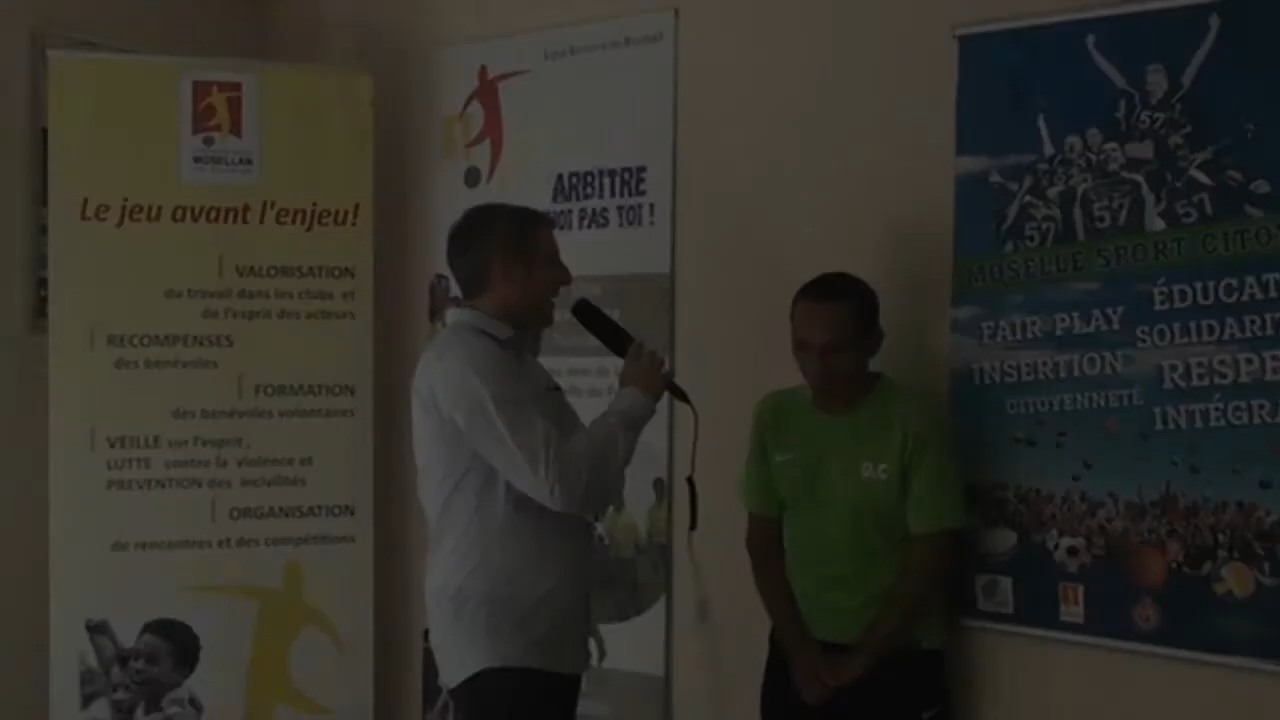 MOSELLAN
Le jeu avant l'enjeu!
VALORISATION
du travail dans les clubs et
de l'esprit des acteurs
RECOMPENSES
des bénévoles
FORMATION
des bénévoles volontaires
VEILLE sur l'esprit,
LUTTE contre la violence et
PREVENTION des incivilités
ORGANISATION
de rencontres et des compétitions
ARBITRE
PAS TOI !
57
57
57
57
MOSELLE SPORT CITO
ÉDUCAT
FAIR PLAY
SOLIDARI
INSERTION
RESPE
CITOYENNETÉ
INTÉGRA
D.C